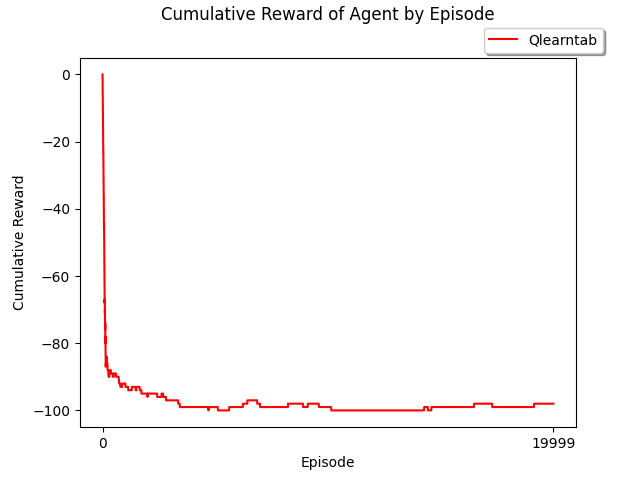 Cumulative Reward of Agent by Episode
Qlearntab
0
−20
−40
−60
−80
−100
Cumulative Reward
0
19999
Episode